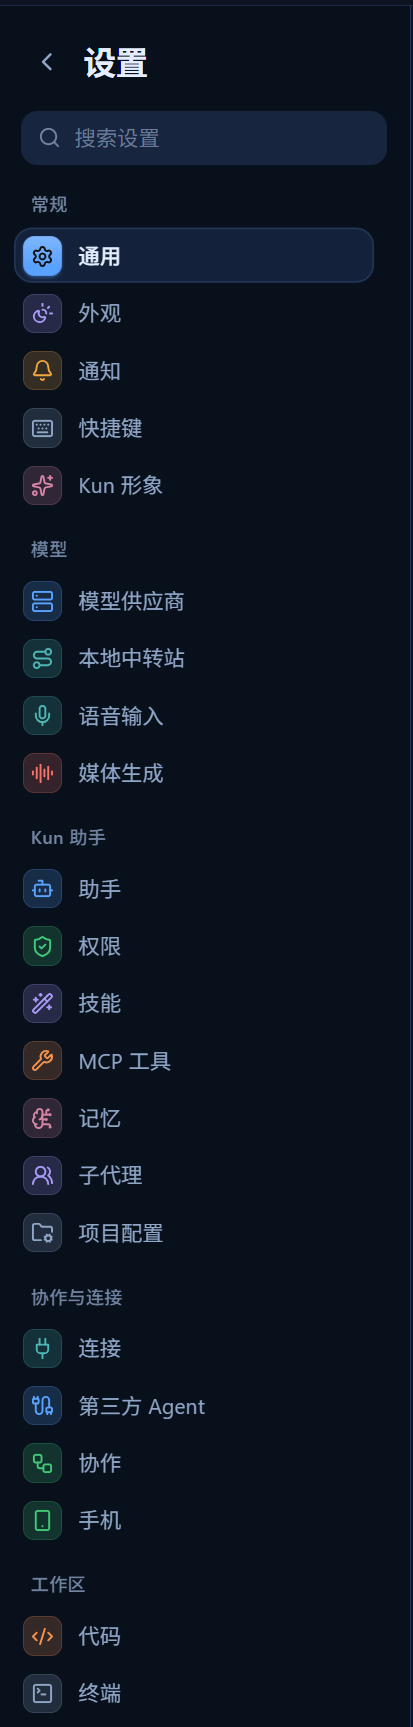 设置
搜索设置
常规
通用
外观
通知
快捷键
Kun 形象
模型
模型供应商
本地中转站
语音输入
媒体生成
Kun 助手
助手
权限
技能
MCP 工具
记忆
子代理
项目配置
协作与连接
连接
第三方 Agent
协作
手机
工作区
代码
终端